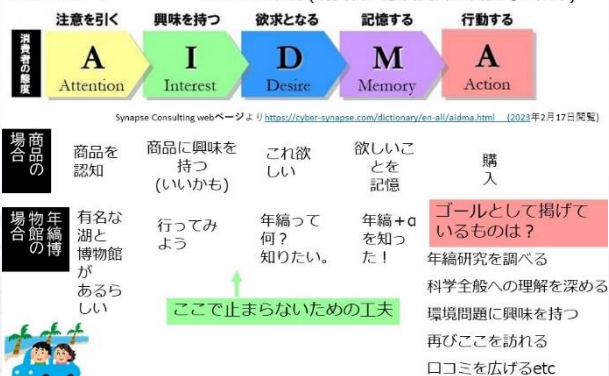 注意を引く
興味を持つ
欲求となる
記憶する
行動する
消費者の態度
A
Attention
I
Interest
D
Desire
M
Memory
A
Action
Synapse Consulting webページよりhttps://cyber-synapse.com/dictionary/en-all/aidma.html （2023年2月17日閲覧）
商品の
場合
商品を
認知
商品に興味を
持つ
(いいかも)
これ欲
しい
欲しいこ
とを
記憶
購
入
年縞博
物館の
場合
有名な
湖と
博物館
が
あるら
しい
行ってみ
よう
年縞って
何？
知りたい。
年縞+α
を知っ
た！
ゴールとして掲げて
いるものは？
年縞研究を調べる
科学全般への理解を深める
環境問題に興味を持つ
再びここを訪れる
口コミを広げるetc
ここで止まらないための工夫